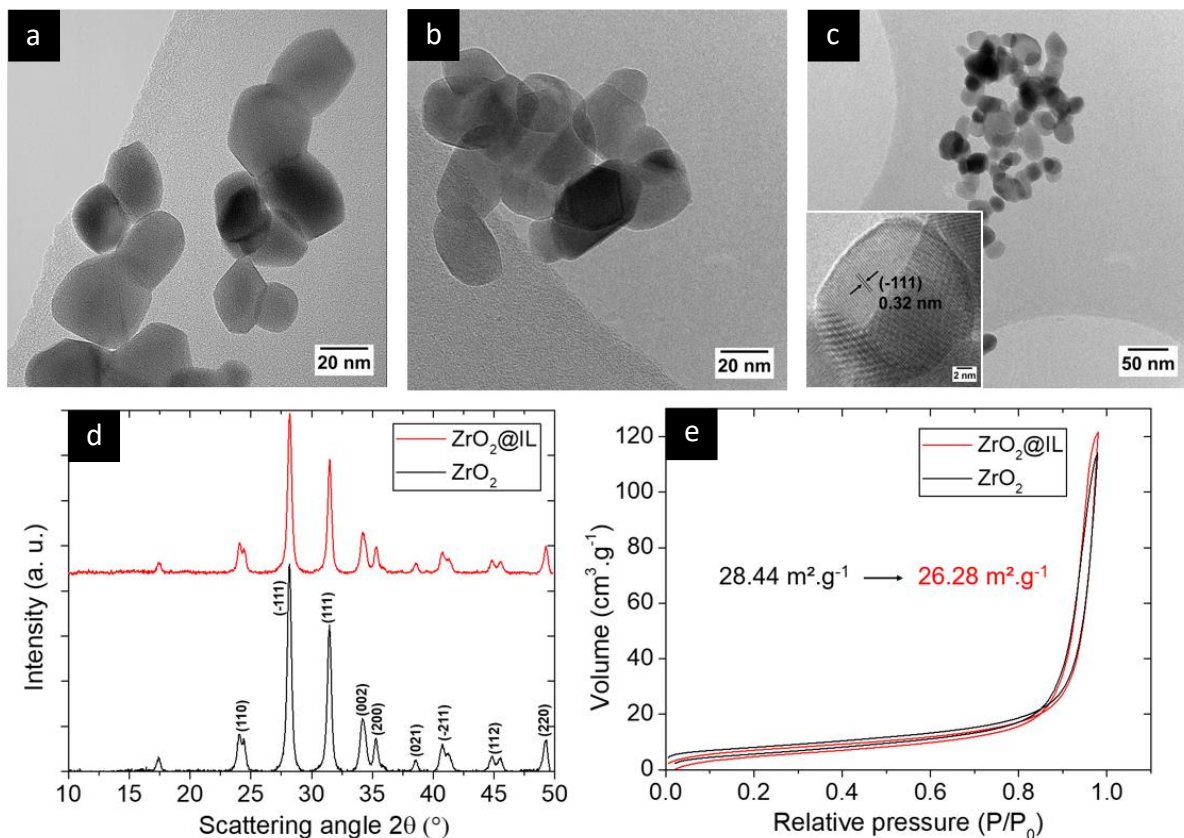 a
20 nm
b
20 nm
c
(-111)
0.32 nm
2 nm
50 nm
d
ZrO₂@IL
ZrO₂
Intensity (a. u.)
(110)
(-111)
(111)
(002)
(200)
(021)
(-211)
(112)
(220)
10 15 20 25 30 35 40 45 50
Scattering angle 2θ (°)
e
ZrO₂@IL
ZrO₂
28.44 m².g⁻¹ → 26.28 m².g⁻¹
Volume (cm³.g⁻¹)
120
100
80
60
40
20
0
0.0 0.2 0.4 0.6 0.8 1.0
Relative pressure (P/P₀)